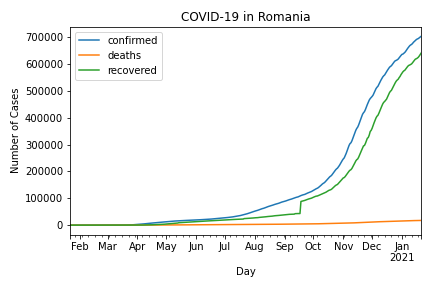 COVID-19 in Romania
confirmed
deaths
recovered
Number of Cases
700000
600000
500000
400000
300000
200000
100000
0
Feb Mar Apr May Jun Jul Aug Sep Oct Nov Dec Jan
2021
Day